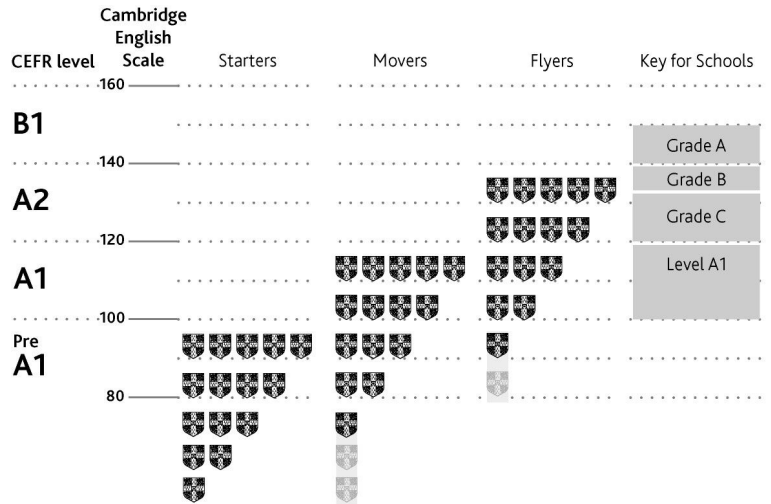 Cambridge
English
CEFR level Scale Starters Movers Flyers Key for Schools
160
B1
Grade A
140
Grade B
A2
Grade C
120
A1
Level A1
100
Pre
A1
80